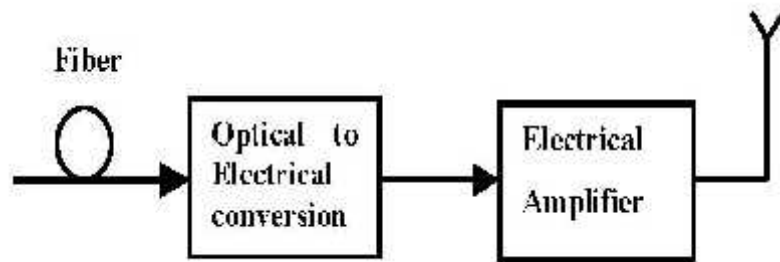 Fiber
Optical to
Electrical
conversion
Electrical
Amplifier